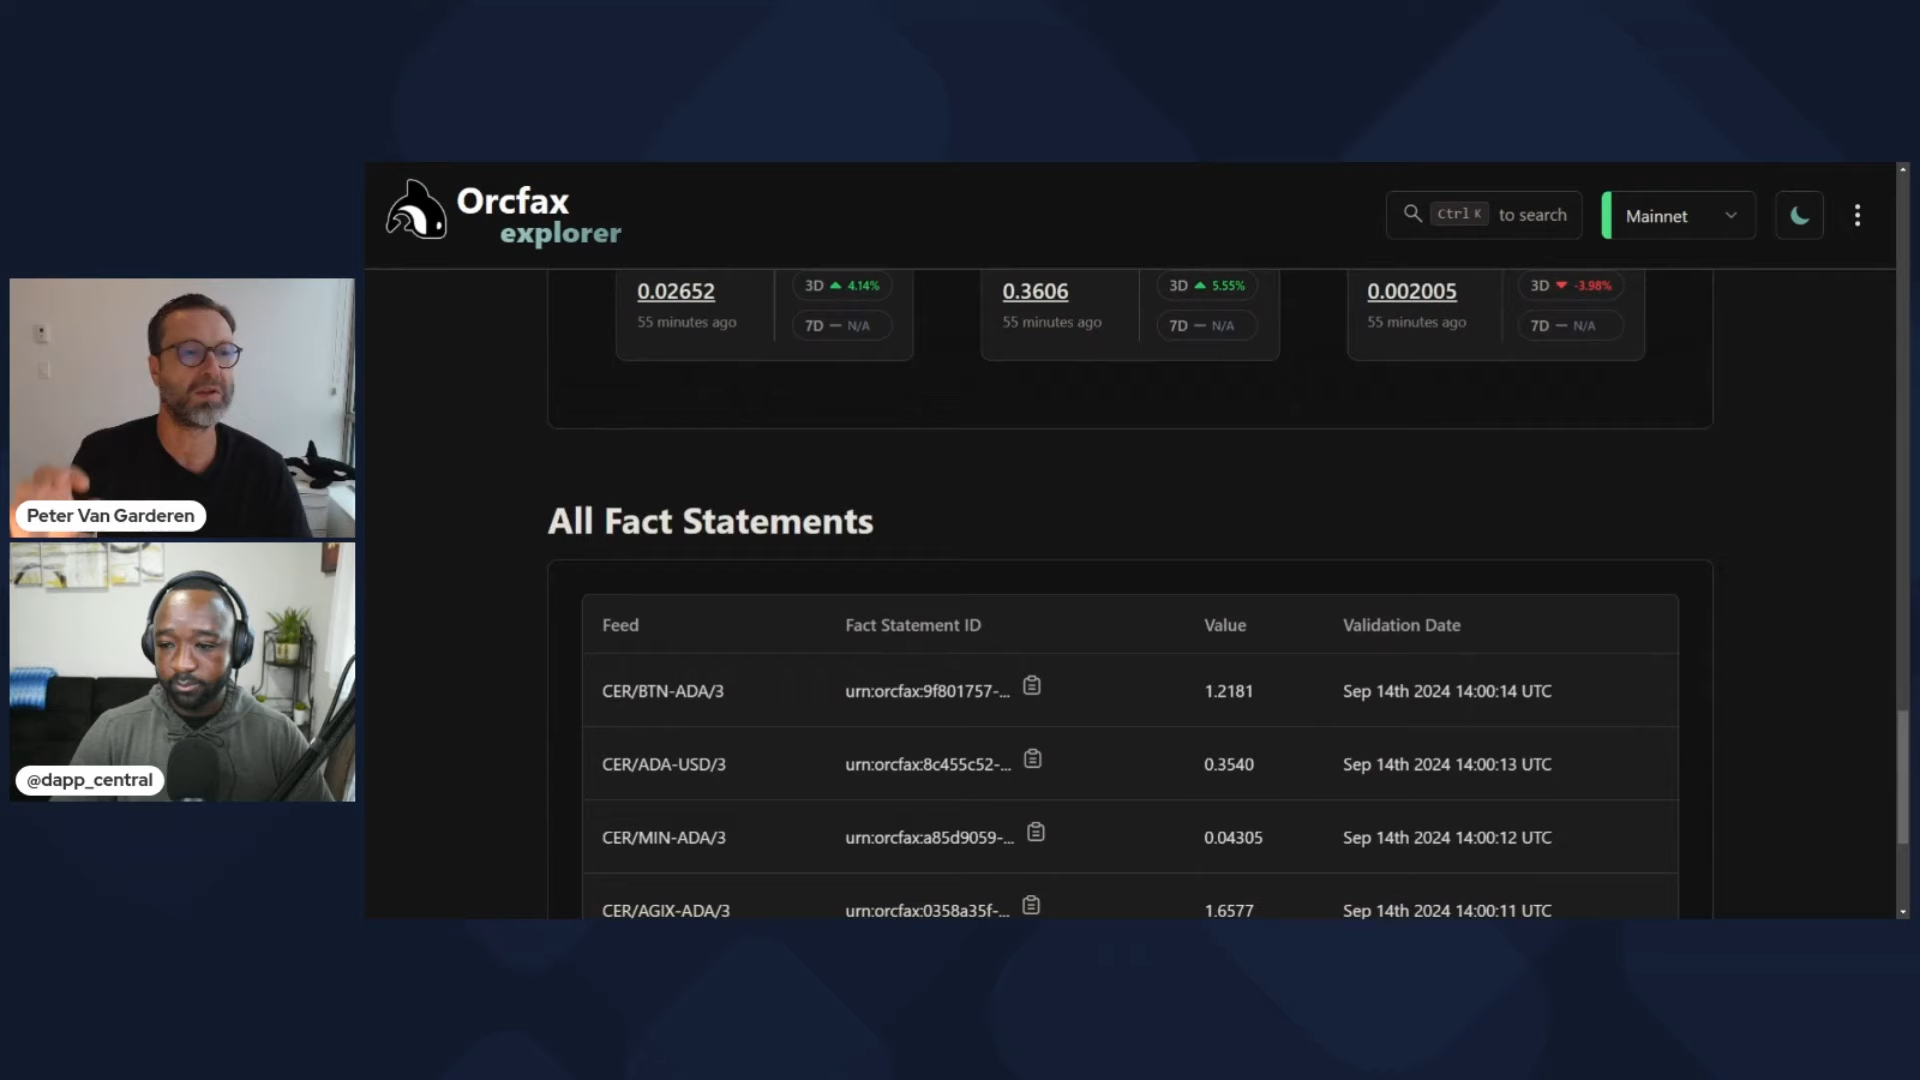 Orcfax
explorer
Ctrl K to search
Mainnet
0.02652
55 minutes ago
3D 4.14%
7D — N/A
0.3606
55 minutes ago
3D 5.55%
7D — N/A
0.002005
55 minutes ago
3D -3.98%
7D — N/A
Peter Van Garderen
@dapp_central
All Fact Statements
Feed Fact Statement ID Value Validation Date
CER/BTN-ADA/3 urn:orcfax:9f801757-... 1.2181 Sep 14th 2024 14:00:14 UTC
CER/ADA-USD/3 urn:orcfax:8c455c52-... 0.3540 Sep 14th 2024 14:00:13 UTC
CER/MIN-ADA/3 urn:orcfax:a85d9059-... 0.04305 Sep 14th 2024 14:00:12 UTC
CER/AGIX-ADA/3 urn:orcfax:0358a35f-... 1.6577 Sep 14th 2024 14:00:11 UTC